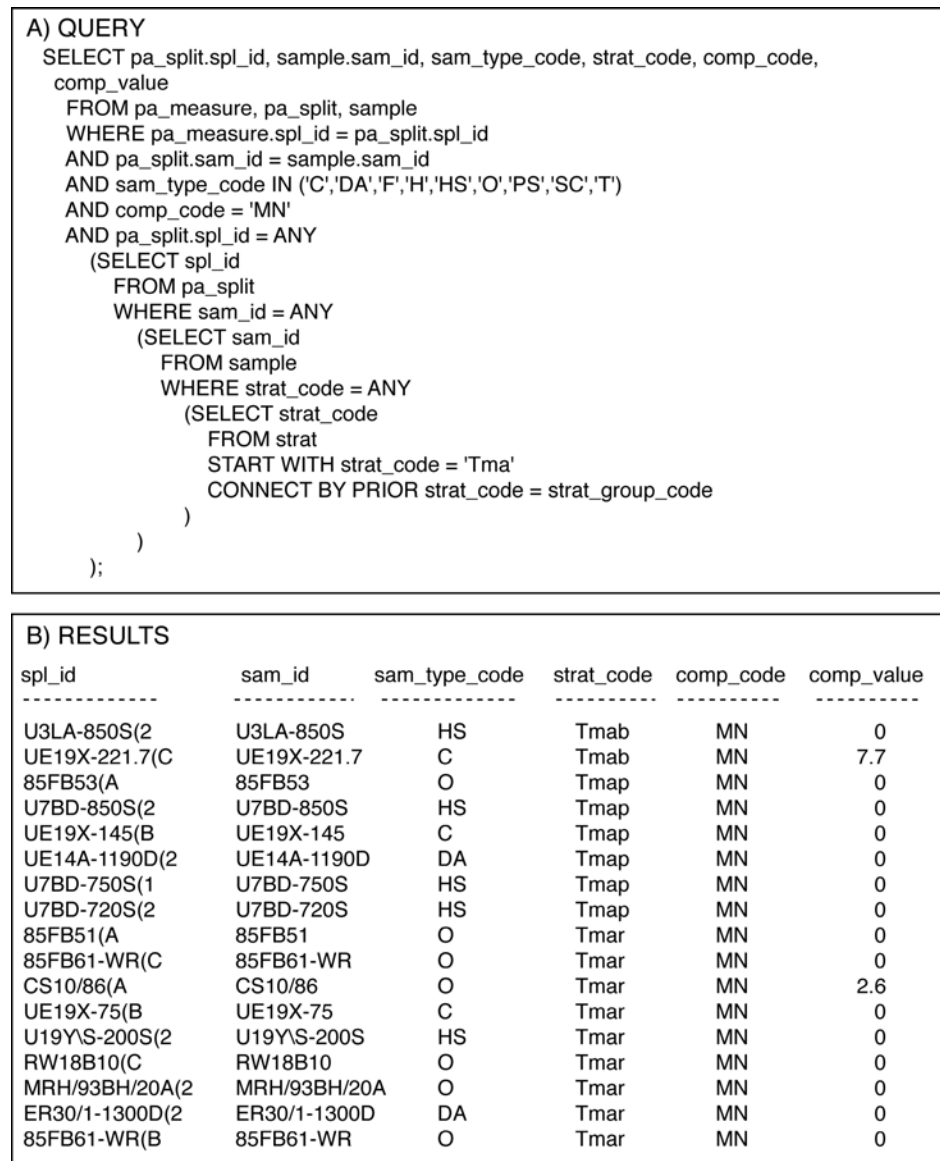 A) QUERY
SELECT pa_split.spl_id, sample.sam_id, sam_type_code, strat_code, comp_code,
comp_value
FROM pa_measure, pa_split, sample
WHERE pa_measure.spl_id = pa_split.spl_id
AND pa_split.sam_id = sample.sam_id
AND sam_type_code IN ('C','DA','F','H','HS','O','PS','SC','T')
AND comp_code = 'MN'
AND pa_split.spl_id = ANY
(SELECT spl_id
FROM pa_split
WHERE sam_id = ANY
(SELECT sam_id
FROM sample
WHERE strat_code = ANY
(SELECT strat_code
FROM strat
START WITH strat_code = 'Tma'
CONNECT BY PRIOR strat_code = strat_group_code
)
)
);
B) RESULTS
spl_id sam_id sam_type_code strat_code comp_code comp_value
------------- ------------ ------------- ---------- ---------- ----------
U3LA-850S(2 U3LA-850S HS Tmab MN 0
UE19X-221.7(C UE19X-221.7 C Tmab MN 7.7
85FB53(A 85FB53 O Tmap MN 0
U7BD-850S(2 U7BD-850S HS Tmap MN 0
UE19X-145(B UE19X-145 C Tmap MN 0
UE14A-1190D(2 UE14A-1190D DA Tmap MN 0
U7BD-750S(1 U7BD-750S HS Tmap MN 0
U7BD-720S(2 U7BD-720S HS Tmap MN 0
85FB51(A 85FB51 O Tmar MN 0
85FB61-WR(C 85FB61-WR O Tmar MN 0
CS10/86(A CS10/86 O Tmar MN 2.6
UE19X-75(B UE19X-75 C Tmar MN 0
U19Y\S-200S(2 U19Y\S-200S HS Tmar MN 0
RW18B10(C RW18B10 O Tmar MN 0
MRH/93BH/20A(2 MRH/93BH/20A O Tmar MN 0
ER30/1-1300D(2 ER30/1-1300D DA Tmar MN 0
85FB61-WR(B 85FB61-WR O Tmar MN 0